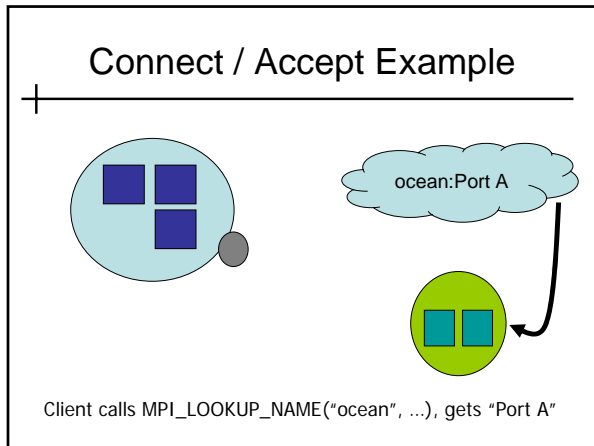 Connect / Accept Example
ocean:Port A
Client calls MPI_LOOKUP_NAME(“ocean”, …), gets “Port A”